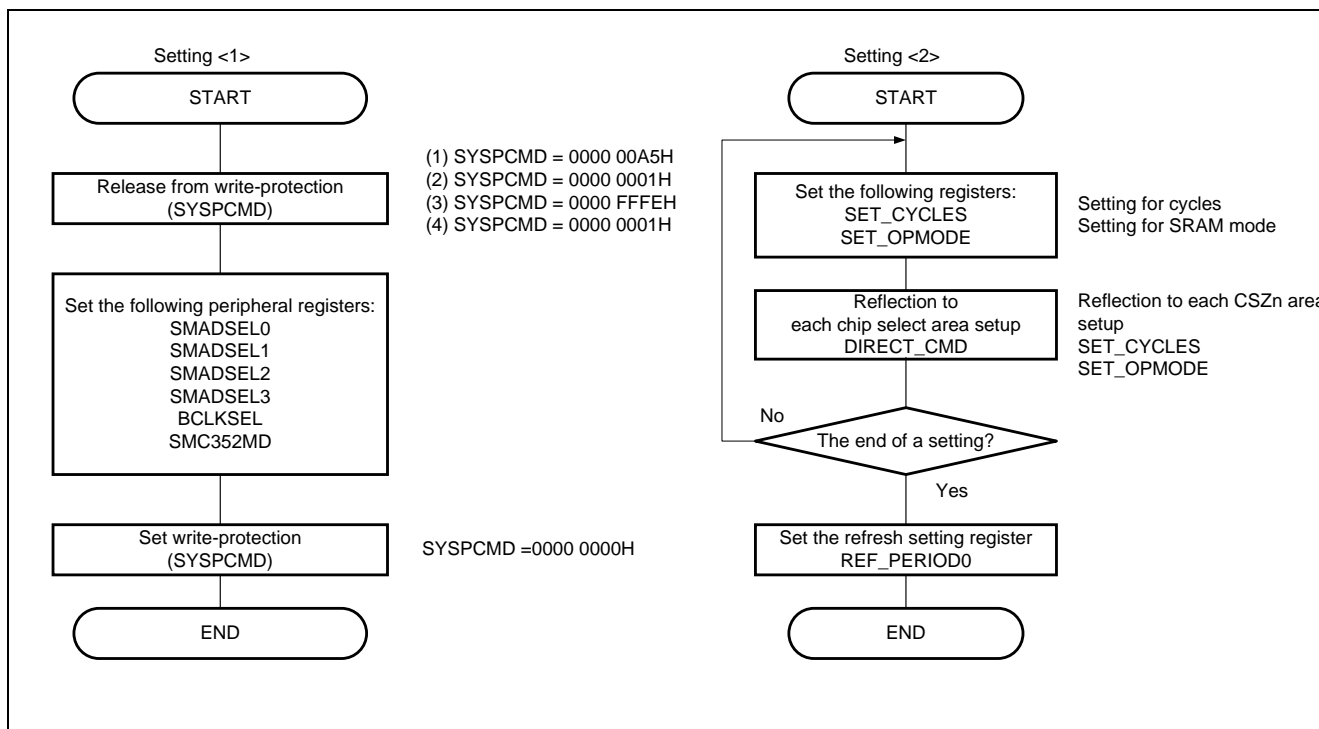 Setting <1>
START
Release from write-protection
(SYSPCMD)
(1) SYSPCMD = 0000 00A5H
(2) SYSPCMD = 0000 0001H
(3) SYSPCMD = 0000 FFFEH
(4) SYSPCMD = 0000 0001H
Set the following peripheral registers:
SMADSEL0
SMADSEL1
SMADSEL2
SMADSEL3
BCLKSEL
SMC352MD
Set write-protection
(SYSPCMD)
SYSPCMD =0000 0000H
END
Setting <2>
START
Set the following registers:
SET_CYCLES
SET_OPMODE
Setting for cycles
Setting for SRAM mode
Reflection to
each chip select area setup
DIRECT_CMD
Reflection to each CSZn area
setup
SET_CYCLES
SET_OPMODE
No
The end of a setting?
Yes
Set the refresh setting register
REF_PERIOD0
END